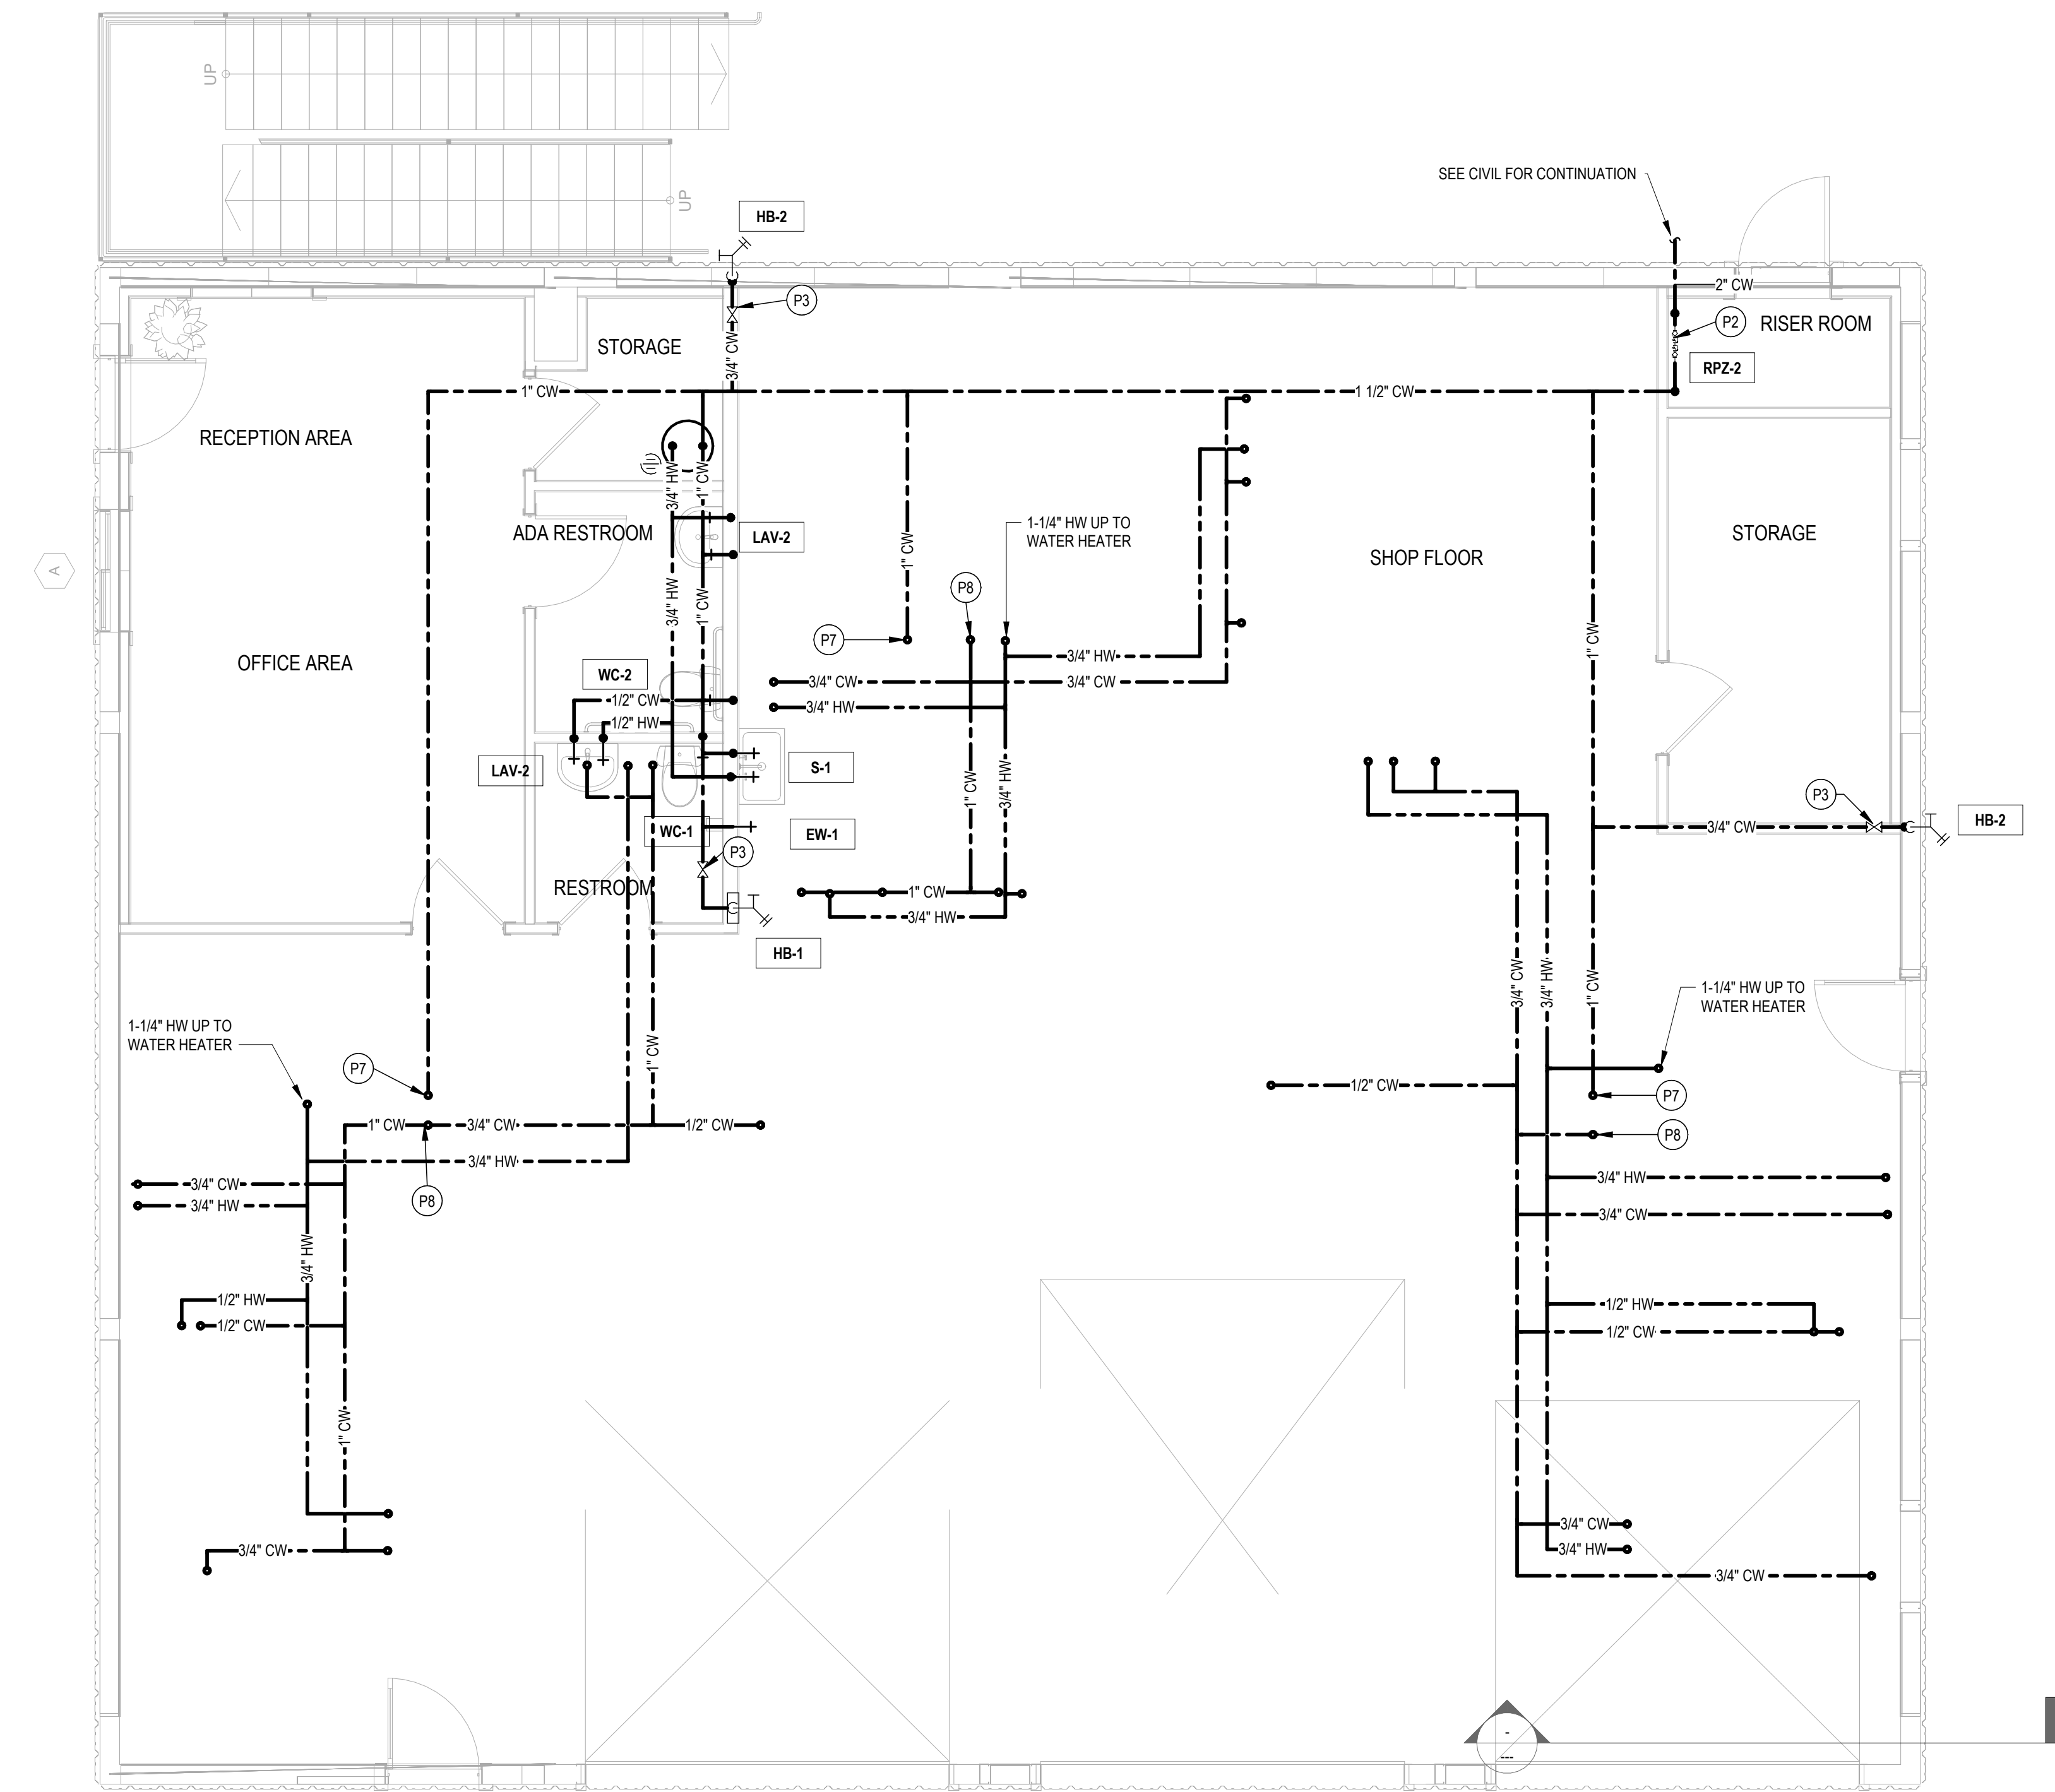 UP
UP
HB-2
SEE CIVIL FOR CONTINUATION
P3
2" CW
P2
RISER ROOM
STORAGE
3/4" CW
RPZ-2
1" CW
1 1/2" CW
RECEPTION AREA
3/4" HW
1" CW
ADA RESTROOM
LAV-2
1-1/4" HW UP TO
WATER HEATER
STORAGE
SHOP FLOOR
1" CW
A
P8
3/4" HW
1" CW
P7
1" CW
OFFICE AREA
3/4" HW
WC-2
3/4" CW
3/4" CW
1/2" CW
3/4" HW
1/2" HW
LAV-2
S-1
1" CW
3/4" HW
P3
WC-1
EW-1
3/4" CW
HB-2
P3
RESTROOM
1" CW
3/4" HW
HB-1
3/4" CW
3/4" HW
1" CW
1-1/4" HW UP TO
WATER HEATER
1-1/4" HW UP TO
WATER HEATER
P7
1" CW
1/2" CW
P7
1" CW
3/4" CW
1/2" CW
P8
3/4" HW
3/4" HW
3/4" CW
3/4" HW
P8
3/4" CW
3/4" HW
1/2" HW
1/2" CW
1/2" HW
1/2" CW
1" CW
3/4" CW
3/4" CW
3/4" HW
3/4" CW
-
---